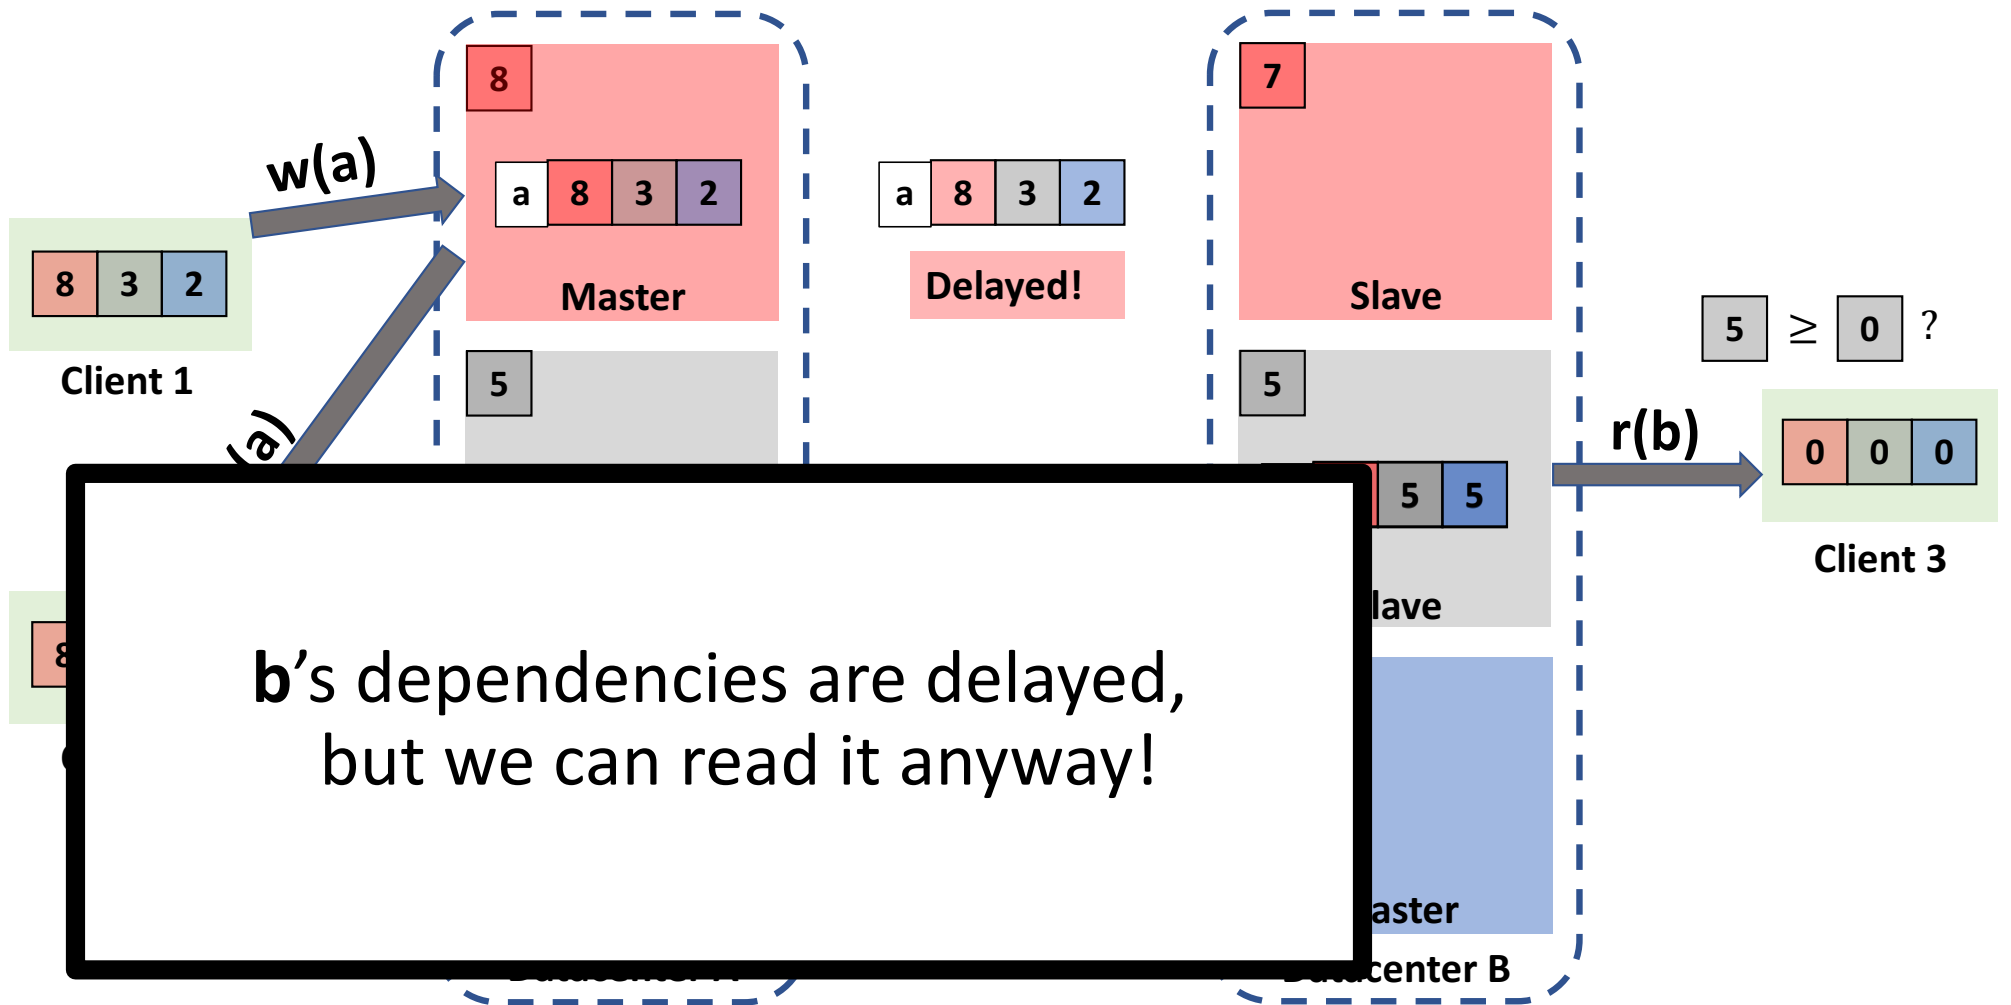 8
7
w(a)
a 8 3 2
a 8 3 2
8 3 2
Delayed!
Master
Slave
5 ≥ 0 ?
Client 1
5
5
(a)
r(b)
0 0 0
5 5
Client 3
lave
8
b's dependencies are delayed,
but we can read it anyway!
aster
Datacenter B